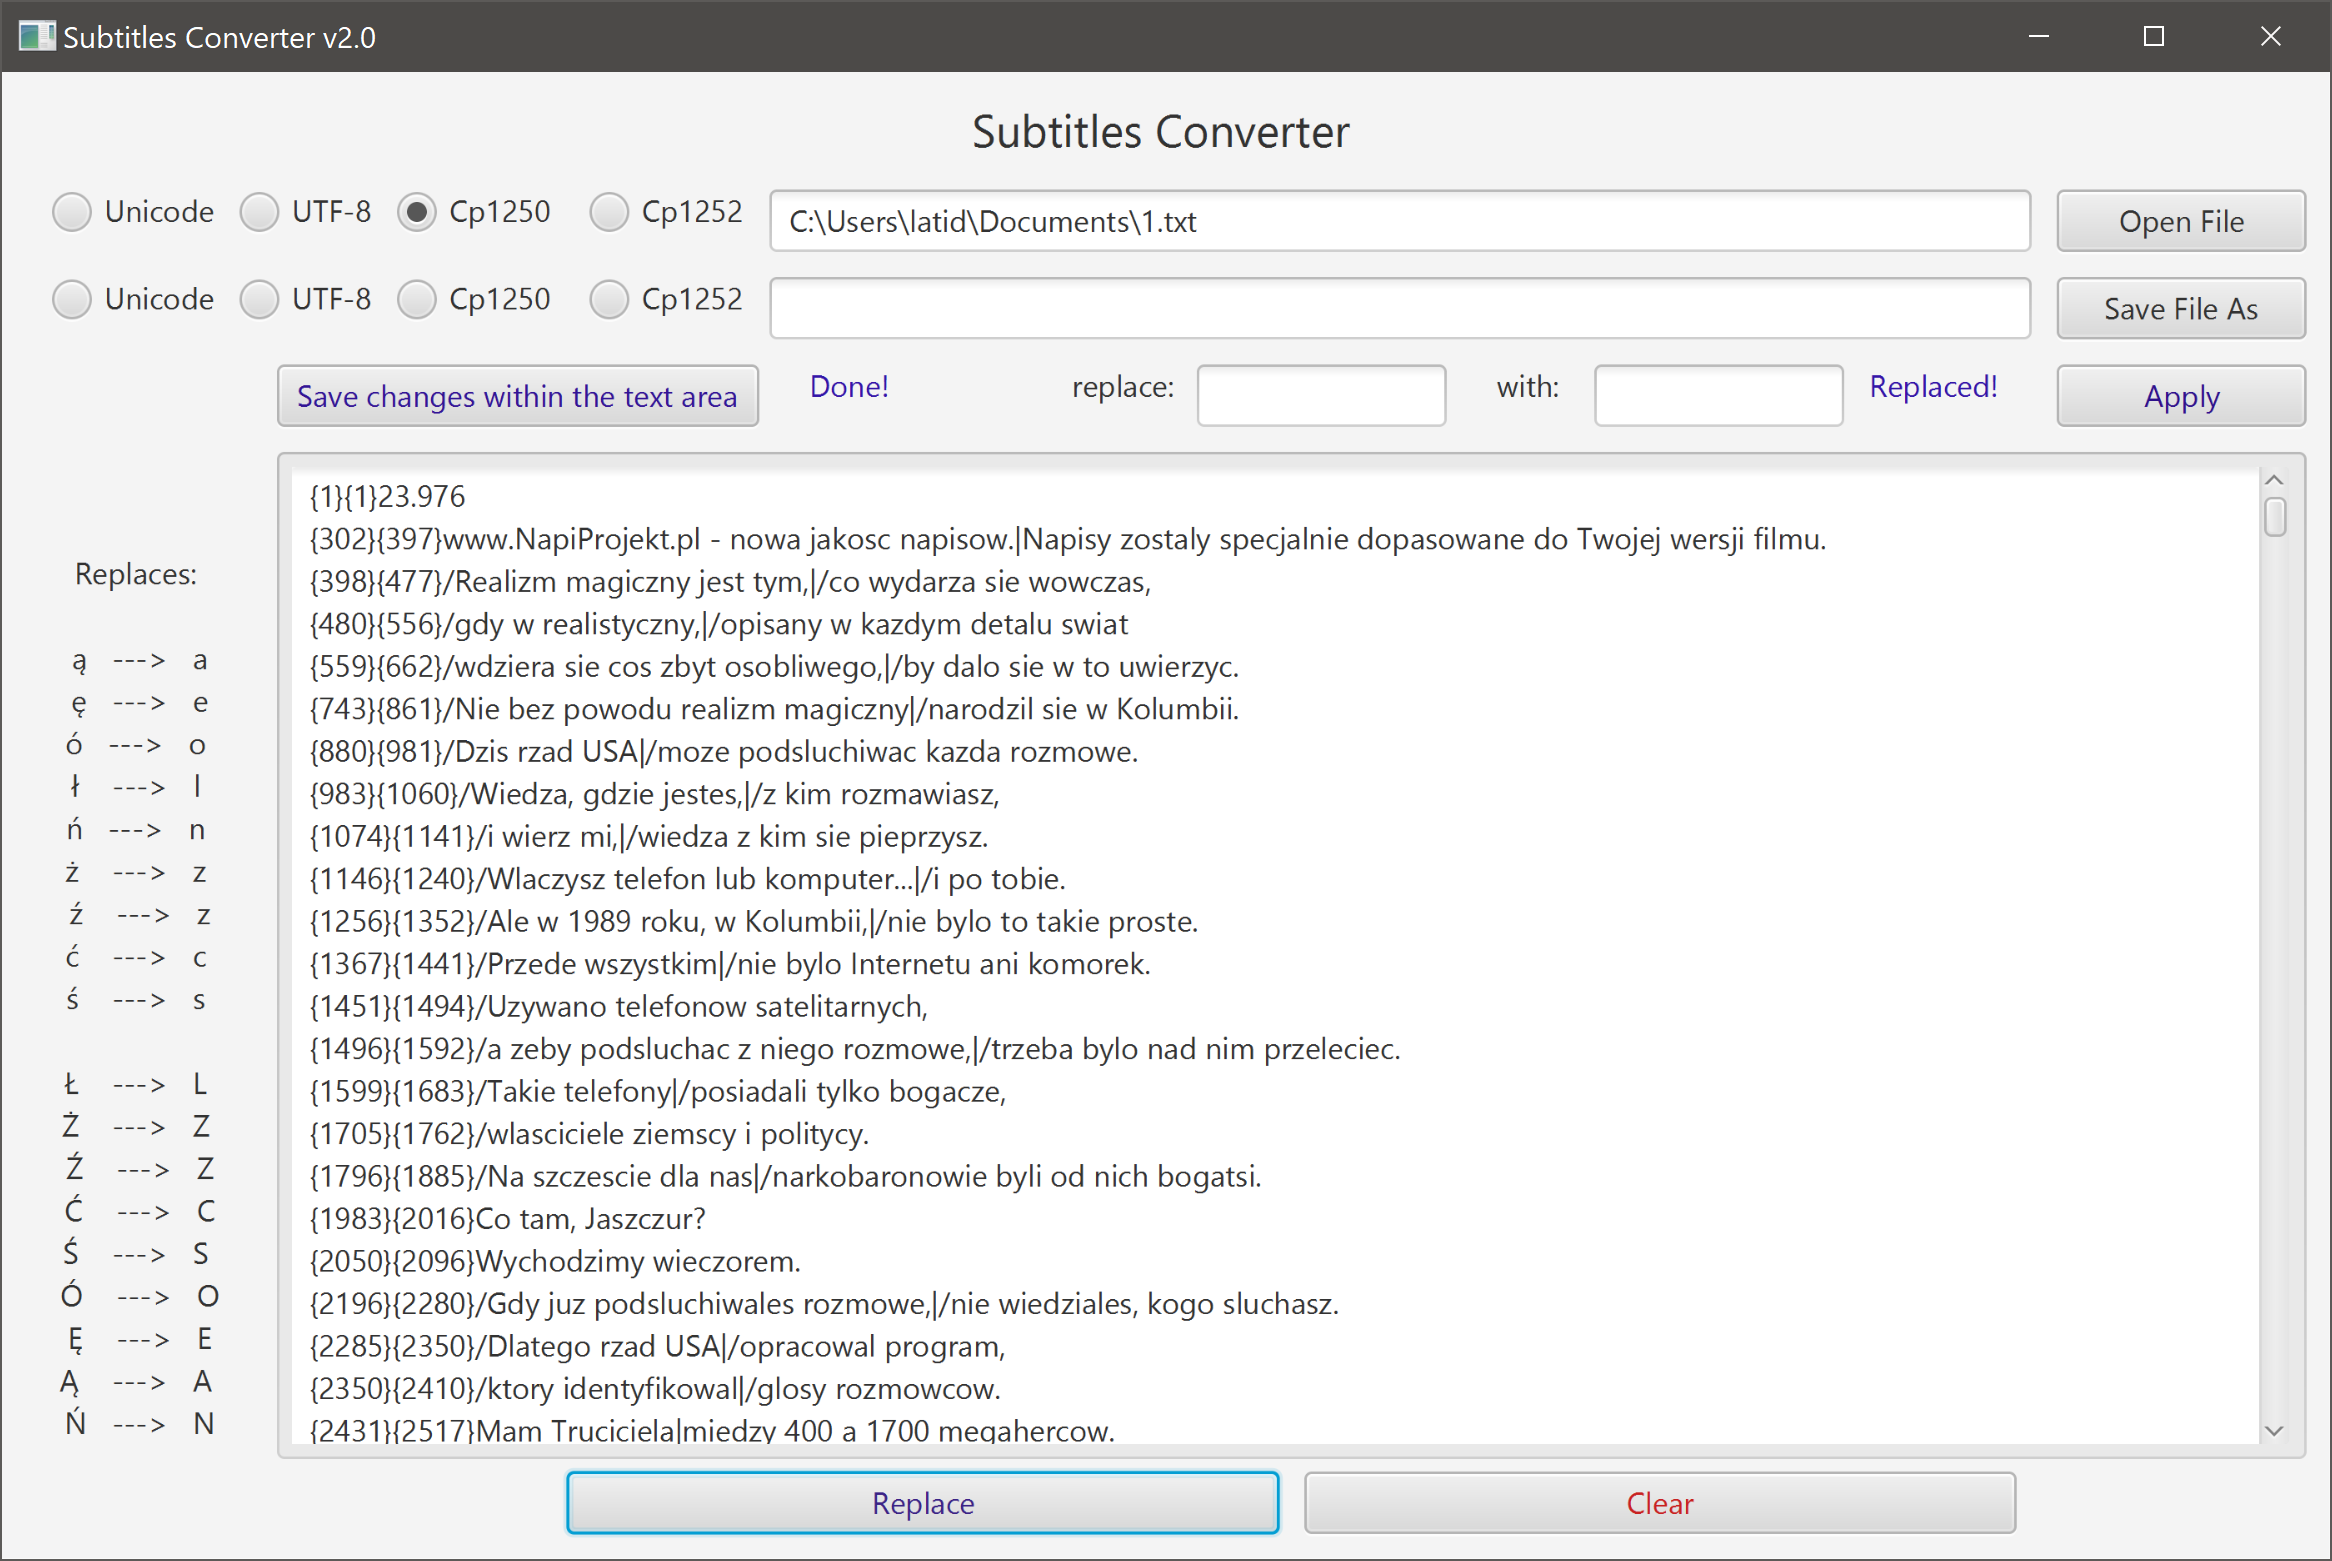 Subtitles Converter v2.0
Subtitles Converter
Unicode UTF-8 Cp1250 Cp1252 C:\Users\latid\Documents\1.txt Open File
Unicode UTF-8 Cp1250 Cp1252 Save File As
Save changes within the text area Done! replace: with: Replaced! Apply
Replaces:
ą ---> a
ę ---> e
ó ---> o
ł ---> l
ń ---> n
ż ---> z
ź ---> z
ć ---> c
ś ---> s
Ł ---> L
Ż ---> Z
Ź ---> Z
Ć ---> C
Ś ---> S
Ó ---> O
Ę ---> E
Ą ---> A
Ń ---> N
{1}{1}23.976
{302}{397}www.NapiProjekt.pl - nowa jakosc napisow.|Napisy zostaly specjalnie dopasowane do Twojej wersji filmu.
{398}{477}/Realizm magiczny jest tym,|/co wydarza sie wowczas,
{480}{556}/gdy w realistyczny,|/opisany w kazdym detalu swiat
{559}{662}/wdziera sie cos zbyt osobliwego,|/by dalo sie w to uwierzyc.
{743}{861}/Nie bez powodu realizm magiczny|/narodzil sie w Kolumbii.
{880}{981}/Dzis rzad USA|/moze podsluchiwac kazda rozmowe.
{983}{1060}/Wiedza, gdzie jestes,|/z kim rozmawiasz,
{1074}{1141}/i wierz mi,|/wiedza z kim sie pieprzysz.
{1146}{1240}/Wlaczysz telefon lub komputer...|/i po tobie.
{1256}{1352}/Ale w 1989 roku, w Kolumbii,|/nie bylo to takie proste.
{1367}{1441}/Przede wszystkim|/nie bylo Internetu ani komorek.
{1451}{1494}/Uzywano telefonow satelitarnych,
{1496}{1592}/a zeby podsluchac z niego rozmowe,|/trzeba bylo nad nim przeleciec.
{1599}{1683}/Takie telefony|/posiadali tylko bogacze,
{1705}{1762}/wlasciciele ziemscy i politycy.
{1796}{1885}/Na szczescie dla nas|/narkobaronowie byli od nich bogatsi.
{1983}{2016}Co tam, Jaszczur?
{2050}{2096}Wychodzimy wieczorem.
{2196}{2280}/Gdy juz podsluchiwales rozmowe,|/nie wiedziales, kogo sluchasz.
{2285}{2350}/Dlatego rzad USA|/opracowal program,
{2350}{2410}/ktory identyfikowal|/glosy rozmowcow.
{2431}{2517}Mam Truciciela|miedzy 400 a 1700 megahercow.
Replace Clear